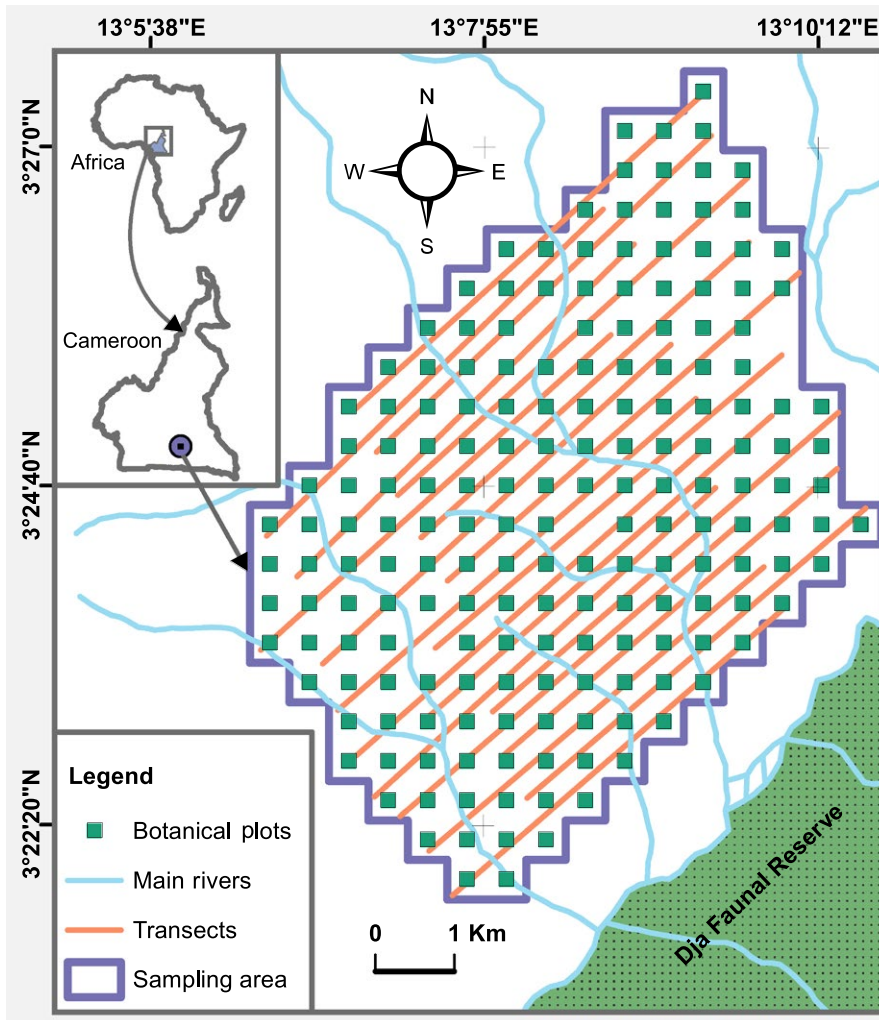 13°5'38"E 13°7'55"E 13°10'12"E
3°27'0"N
3°24'40"N
3°22'20"N
Africa
Cameroon
N
W E
S
Legend
Botanical plots
Main rivers
Transects
Sampling area
0 1 Km
Dja Faunal Reserve